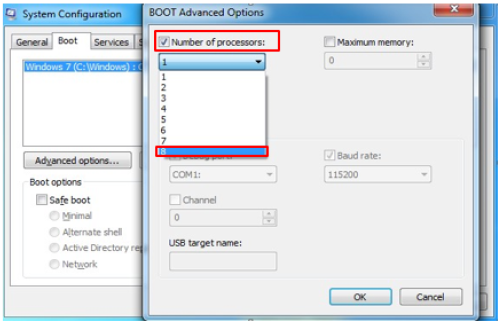 System Configuration
BOOT Advanced Options
General Boot Services
Number of processors:
Maximum memory:
1
0
Windows 7 (C:\Windows) :
1
2
3
4
5
6
7
8
Advanced options...
Debug port:
Baud rate:
COM1:
115200
Boot options
Safe boot
Channel
Minimal
0
Alternate shell
Active Directory
USB target name:
Network
OK
Cancel